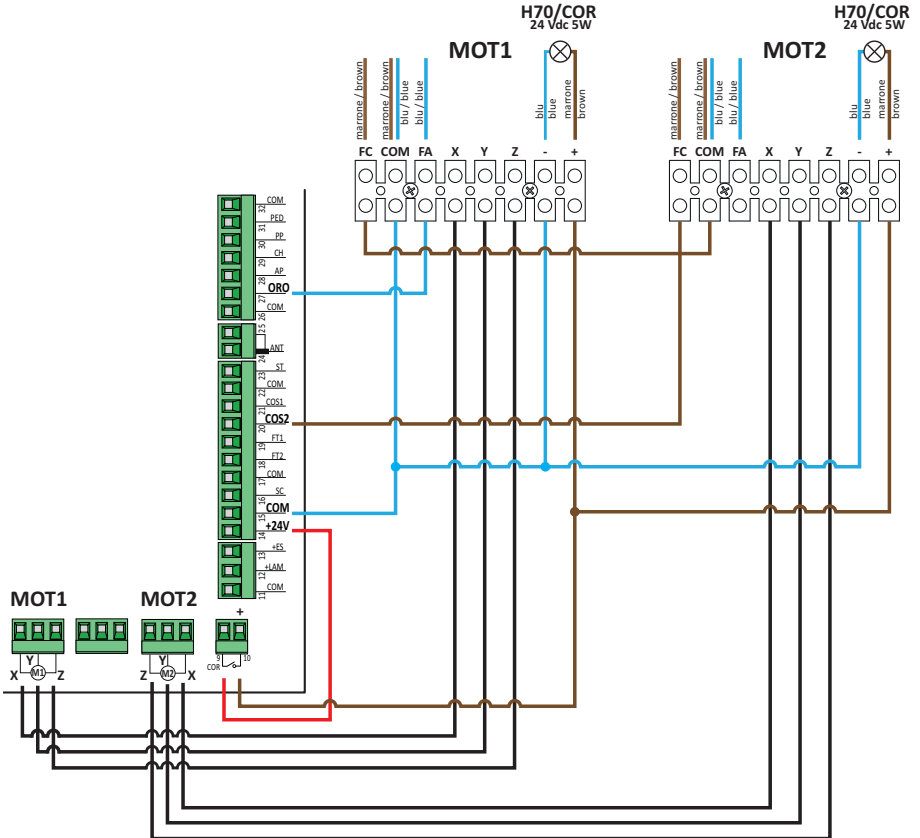 H70/COR
24 Vdc 5W
MOT1
marrone / brown
marrone / brown
blu / blue
blu / blue
blu
blue
marrone
brown
FC COM FA X Y Z - +
H70/COR
24 Vdc 5W
MOT2
marrone / brown
marrone / brown
blu / blue
blu / blue
blu
blue
marrone
brown
FC COM FA X Y Z - +
COM
32
PED
31
PP
30
CH
29
AP
28
ORO
27
COM
26
25
ANT
24
ST
23
COM
22
COS1
21
COS2
20
FT1
19
FT2
18
COM
17
SC
16
COM
15
+24V
14
+ES
13
+LAM
12
COM
11
MOT1
X Y Z
M1
MOT2
Z Y X
M2
+
9 10
COR